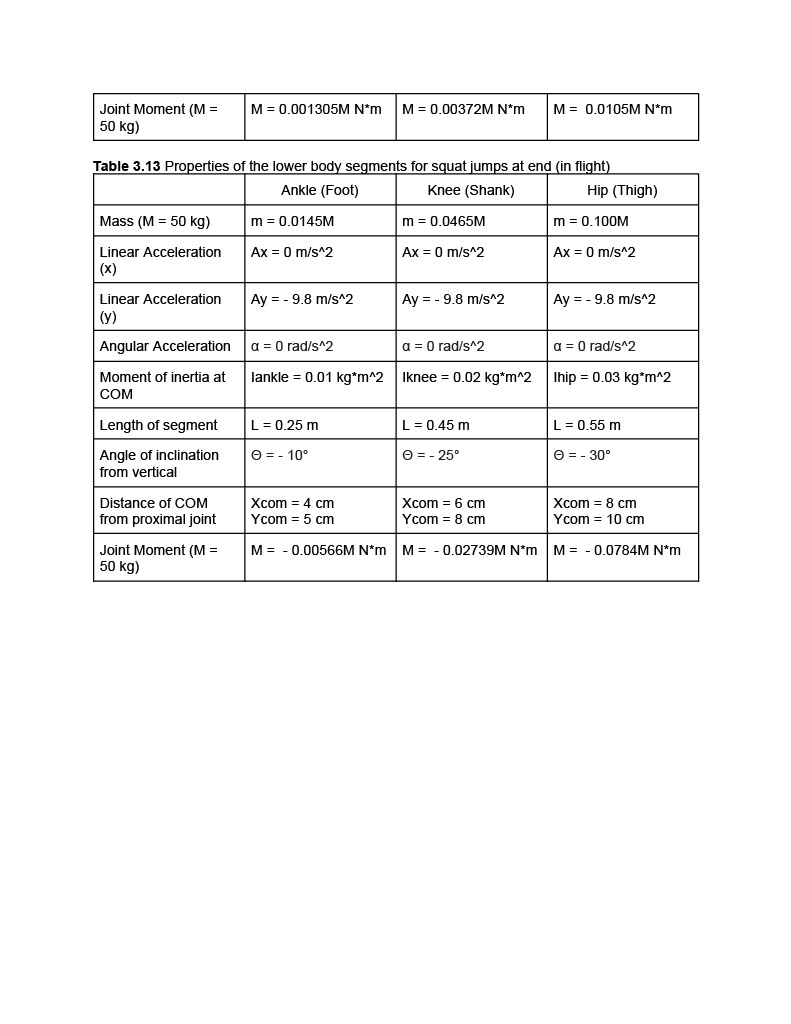 Joint Moment (M = 50 kg) M = 0.001305M N*m M = 0.00372M N*m M =  0.0105M N*m
Table 3.13 Properties of the lower body segments for squat jumps at end (in flight)
Ankle (Foot) Knee (Shank) Hip (Thigh)
Mass (M = 50 kg) m = 0.0145M m = 0.0465M m = 0.100M
Linear Acceleration (x) Ax = 0 m/s^2 Ax = 0 m/s^2 Ax = 0 m/s^2
Linear Acceleration (y) Ay = - 9.8 m/s^2 Ay = - 9.8 m/s^2 Ay = - 9.8 m/s^2
Angular Acceleration α = 0 rad/s^2 α = 0 rad/s^2 α = 0 rad/s^2
Moment of inertia at COM Iankle = 0.01 kg*m^2 Iknee = 0.02 kg*m^2 Ihip = 0.03 kg*m^2
Length of segment L = 0.25 m L = 0.45 m L = 0.55 m
Angle of inclination from vertical Θ = - 10° Θ = - 25° Θ = - 30°
Distance of COM from proximal joint Xcom = 4 cm Ycom = 5 cm Xcom = 6 cm Ycom = 8 cm Xcom = 8 cm Ycom = 10 cm
Joint Moment (M = 50 kg) M =  - 0.00566M N*m M =  - 0.02739M N*m M =  - 0.0784M N*m